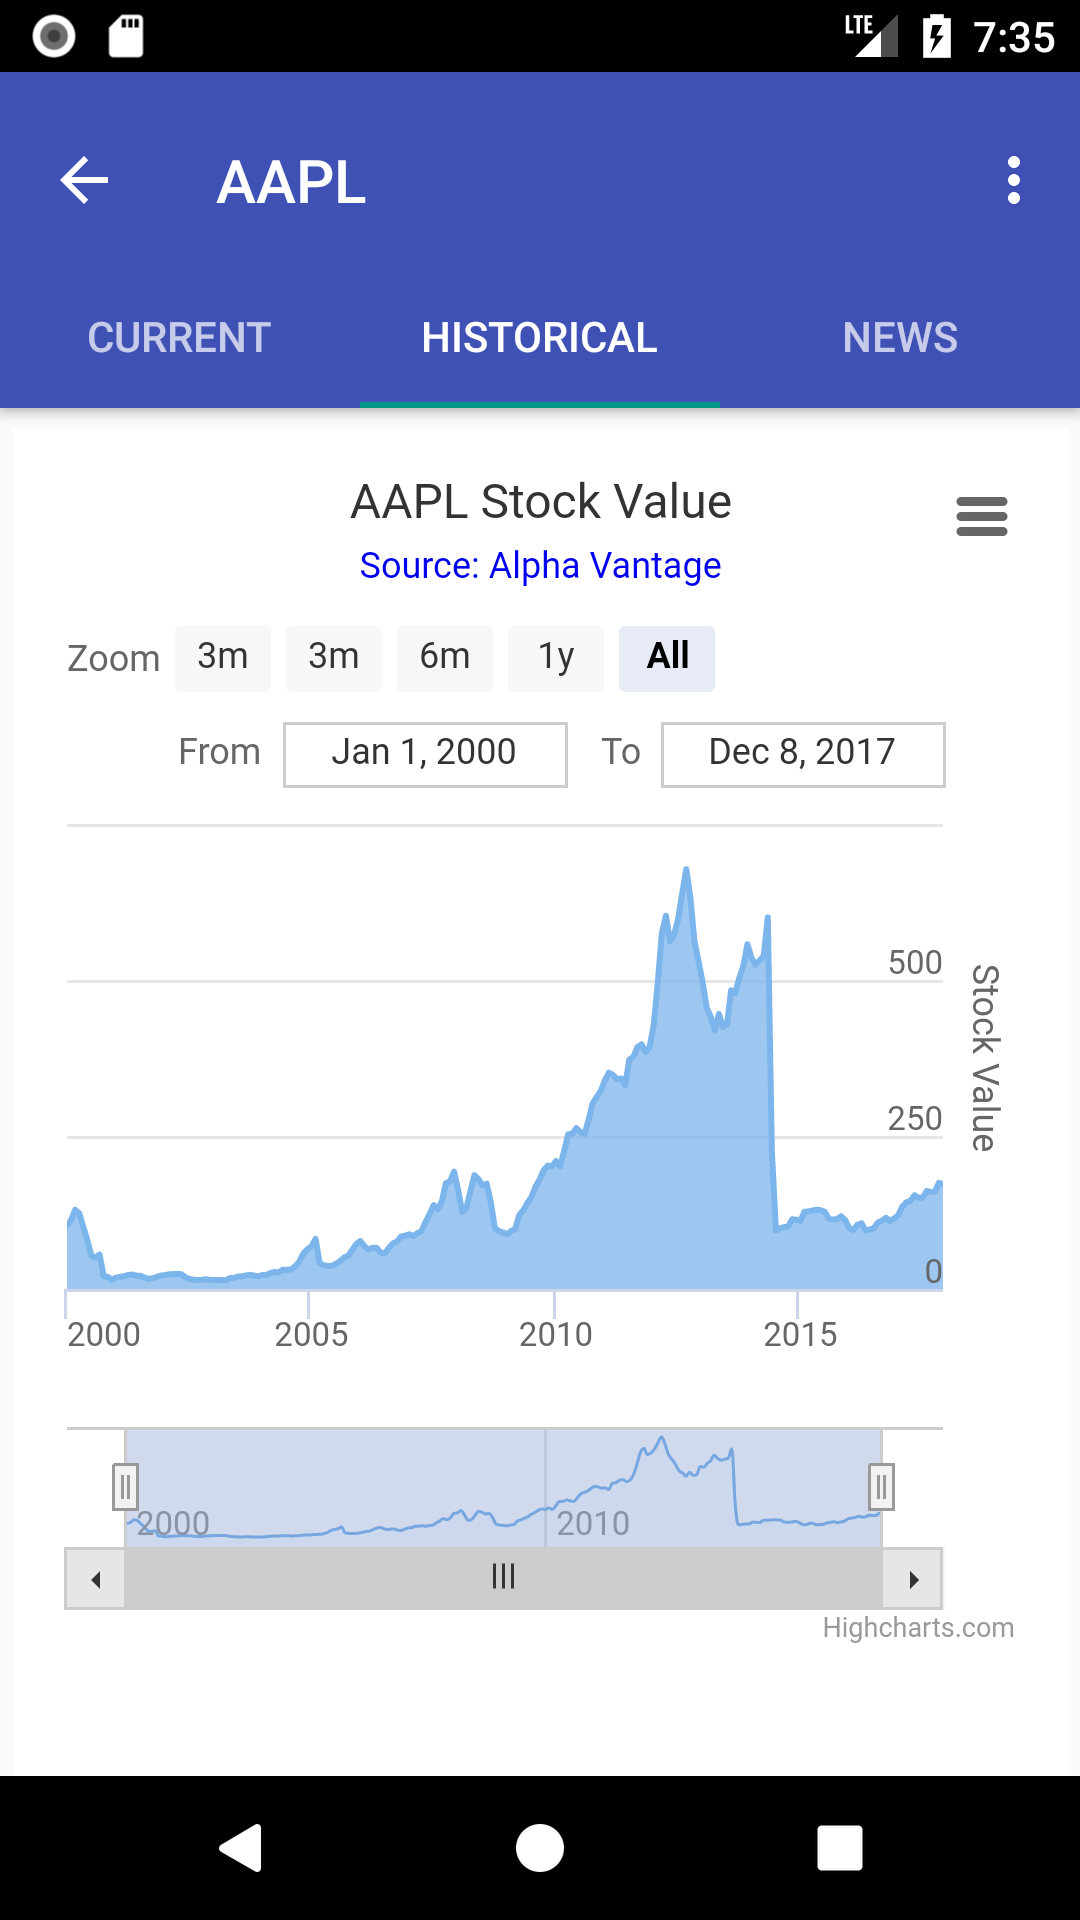 LTE 7:35
AAPL
CURRENT HISTORICAL NEWS
AAPL Stock Value
Source: Alpha Vantage
Zoom 3m 3m 6m 1y All
From Jan 1, 2000 To Dec 8, 2017
500
250
0
Stock Value
2000 2005 2010 2015
2000 2010
Highcharts.com